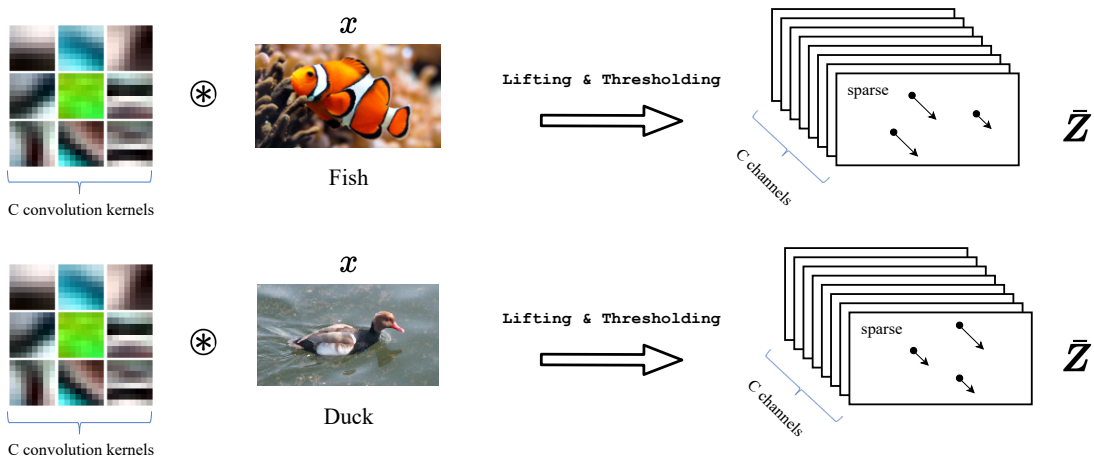 x
Lifting & Thresholding
sparse
C channels
Z̄
Fish
C convolution kernels
x
Lifting & Thresholding
sparse
C channels
Z̄
Duck
C convolution kernels